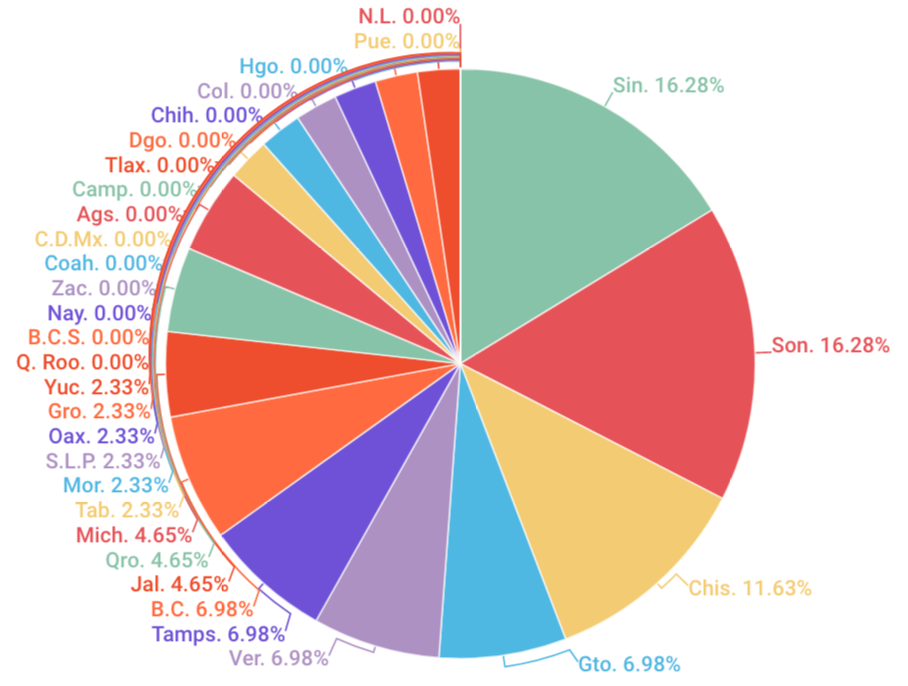 N.L. 0.00%
Pue. 0.00%
Hgo. 0.00%
Col. 0.00%
Chih. 0.00%
Dgo. 0.00%
Tlax. 0.00%
Camp. 0.00%
Ags. 0.00%
C.D.Mx. 0.00%
Coah. 0.00%
Zac. 0.00%
Nay. 0.00%
B.C.S. 0.00%
Q. Roo. 0.00%
Yuc. 2.33%
Gro. 2.33%
Oax. 2.33%
S.L.P. 2.33%
Mor. 2.33%
Tab. 2.33%
Mich. 4.65%
Qro. 4.65%
Jal. 4.65%
B.C. 6.98%
Tamps. 6.98%
Ver. 6.98%
Sin. 16.28%
Son. 16.28%
Chis. 11.63%
Gto. 6.98%